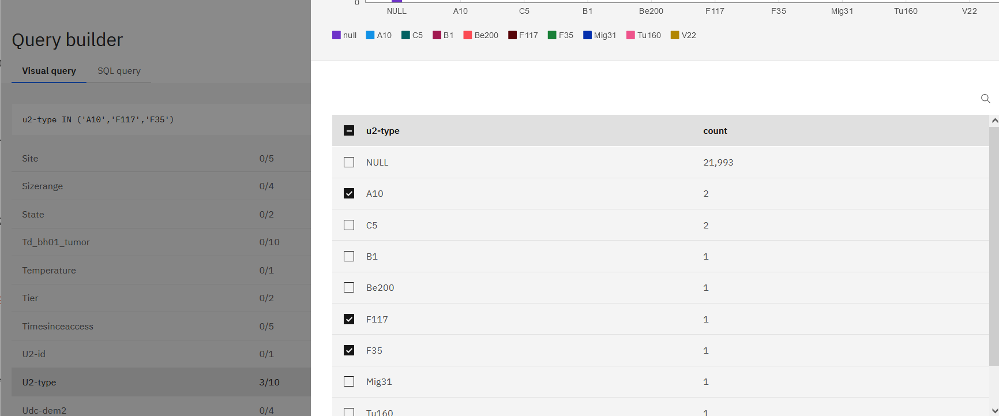 Query builder
Visual query SQL query
u2-type IN ('A10','F117','F35')
Site 0/5
Sizerange 0/4
State 0/2
Td_bh01_tumor 0/10
Temperature 0/1
Tier 0/2
Timesinceaccess 0/5
U2-id 0/1
U2-type 3/10
Udc-dem2 0/4
0
NULL A10 C5 B1 Be200 F117 F35 Mig31 Tu160 V22
null A10 C5 B1 Be200 F117 F35 Mig31 Tu160 V22
u2-type count
NULL 21,993
A10 2
C5 2
B1 1
Be200 1
F117 1
F35 1
Mig31 1
Tu160 1